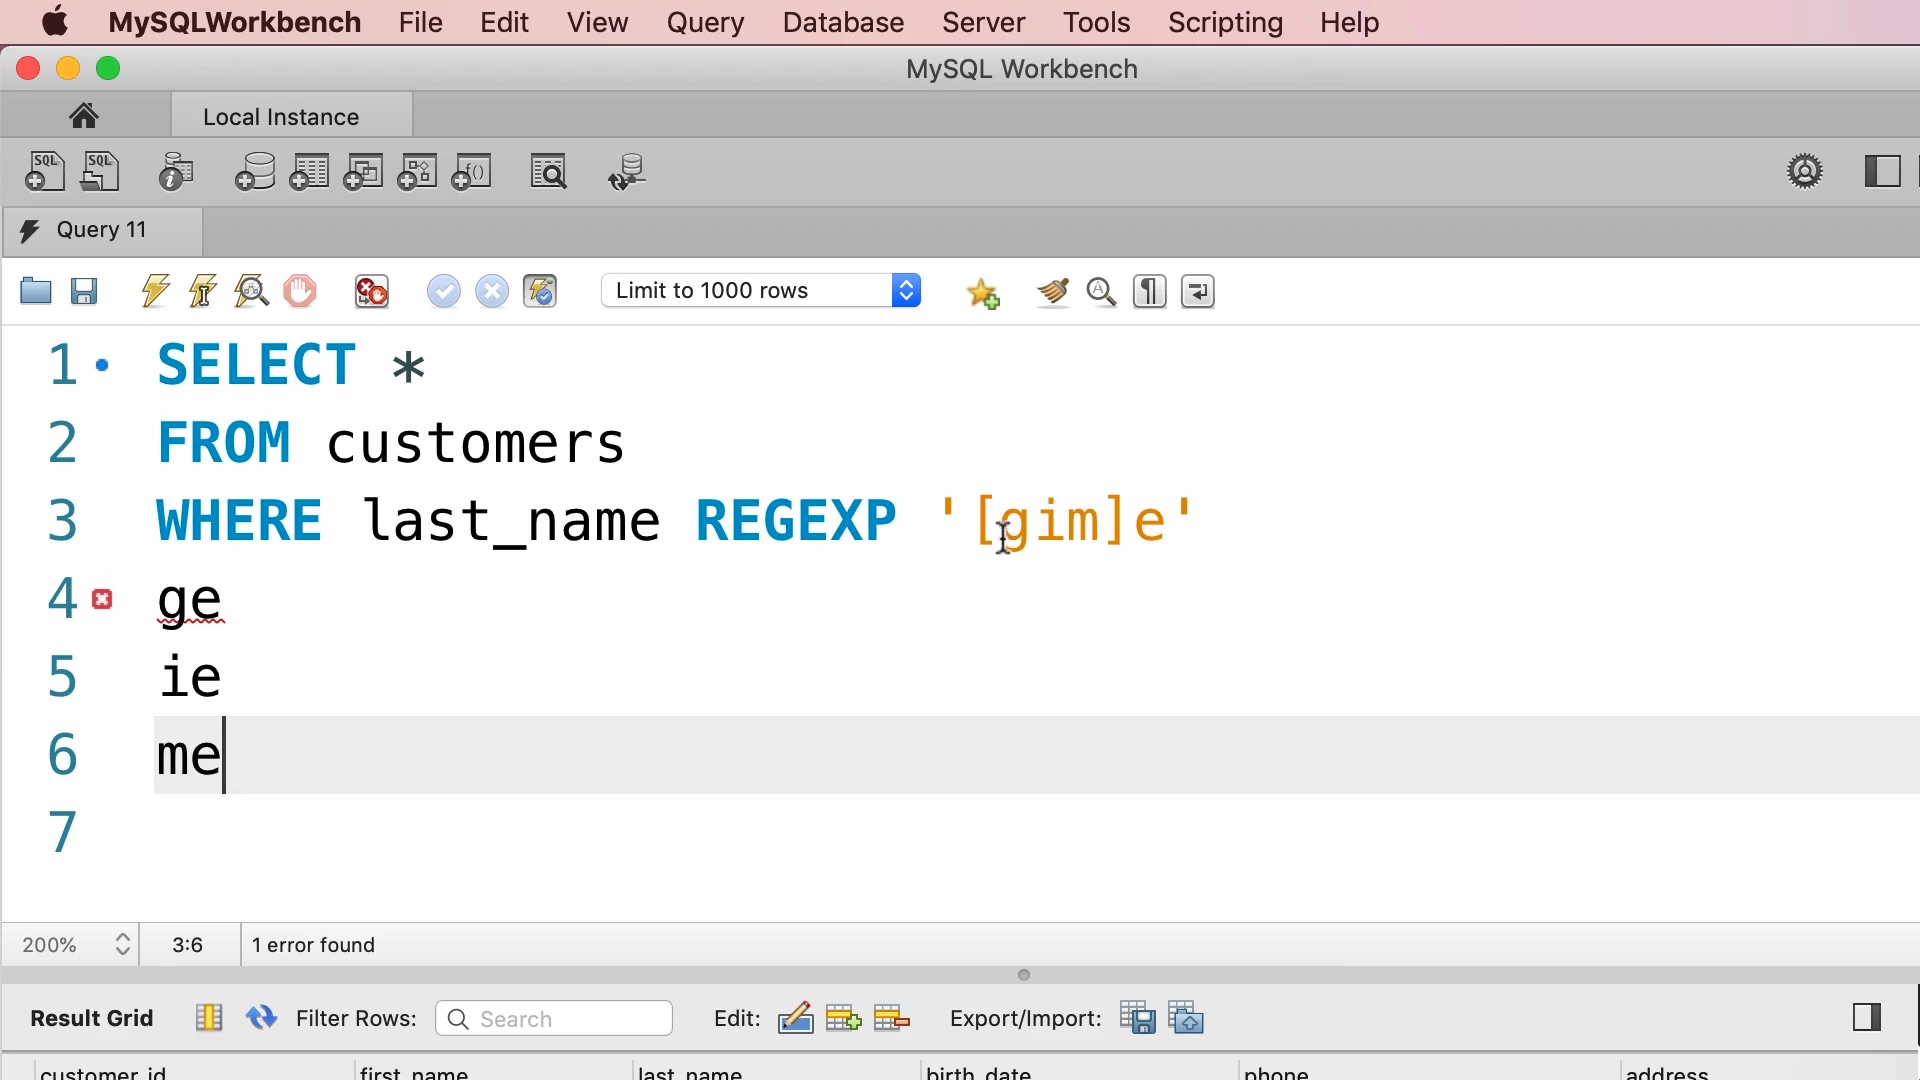 MySQLWorkbench File Edit View Query Database Server Tools Scripting Help
MySQL Workbench
Local Instance
Query 11
Limit to 1000 rows
1 SELECT *
2 FROM customers
3 WHERE last_name REGEXP '[gim]e'
4 ge
5 ie
6 me
7
200% 3:6 1 error found
Result Grid Filter Rows: Search Edit: Export/Import:
customer_id first_name last_name birth_date phone address